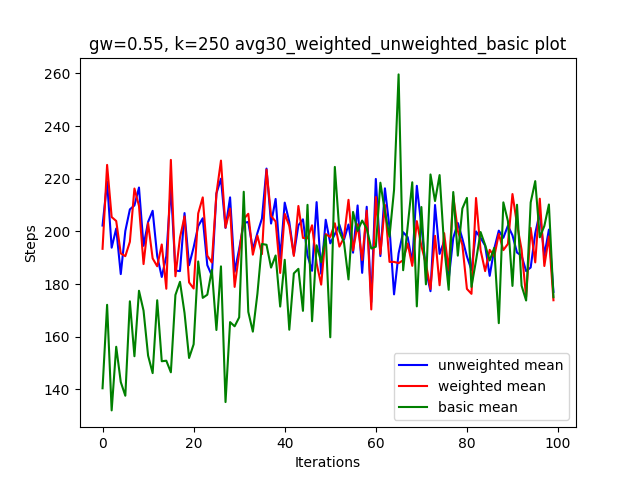 gw=0.55, k=250 avg30_weighted_unweighted_basic plot
260
240
220
200
180
160
140
Steps
0 20 40 60 80 100
Iterations
unweighted mean
weighted mean
basic mean